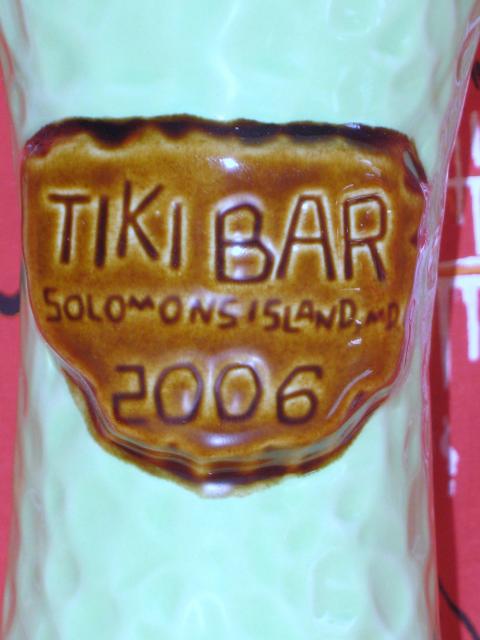 TIKI BAR
SOLOMONS ISLAND, MD.
2006